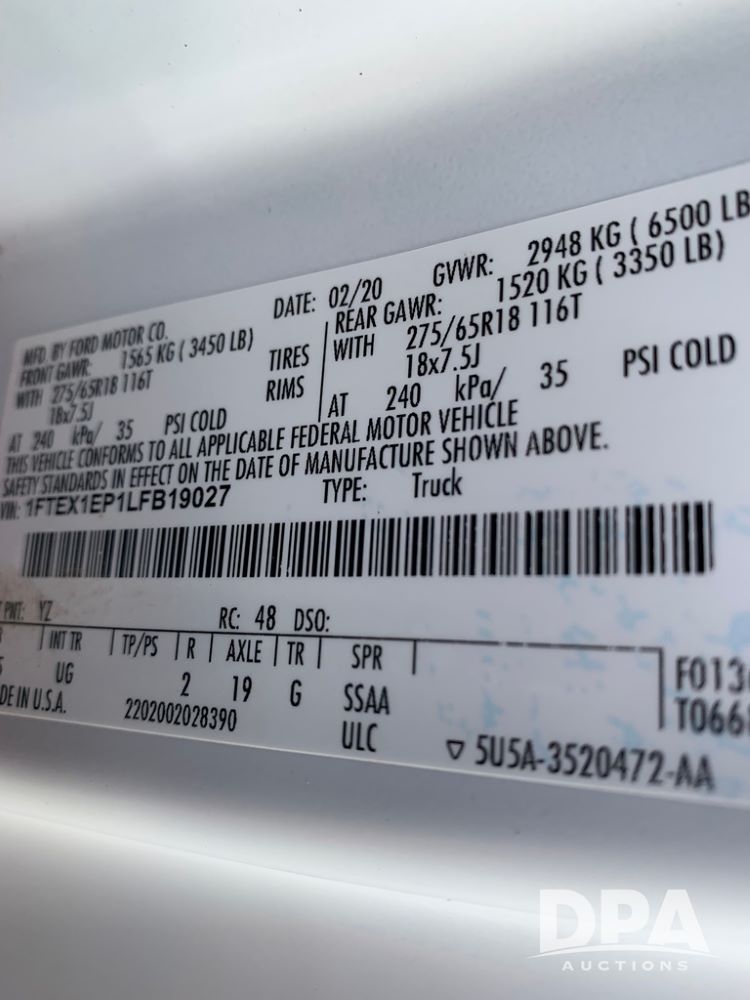 MFD. BY FORD MOTOR CO. DATE: 02/20 GVWR: 2948 KG ( 6500 LB
FRONT GAWR: 1565 KG ( 3450 LB) REAR GAWR: 1520 KG ( 3350 LB)
WITH 275/65R18 116T TIRES WITH 275/65R18 116T
18x7.5J RIMS 18x7.5J
AT 240 kPa/ 35 PSI COLD AT 240 kPa/ 35 PSI COLD
THIS VEHICLE CONFORMS TO ALL APPLICABLE FEDERAL MOTOR VEHICLE
SAFETY STANDARDS IN EFFECT ON THE DATE OF MANUFACTURE SHOWN ABOVE.
VIN: 1FTEX1EP1LFB19027 TYPE: Truck
PNT: YZ RC: 48 DSO:
INT TR TP/PS R AXLE TR SPR
UG 2 19 G SSAA
DE IN U.S.A. 2202002028390 ULC
▽ 5U5A-3520472-AA
F013
T066
DPA
AUCTIONS